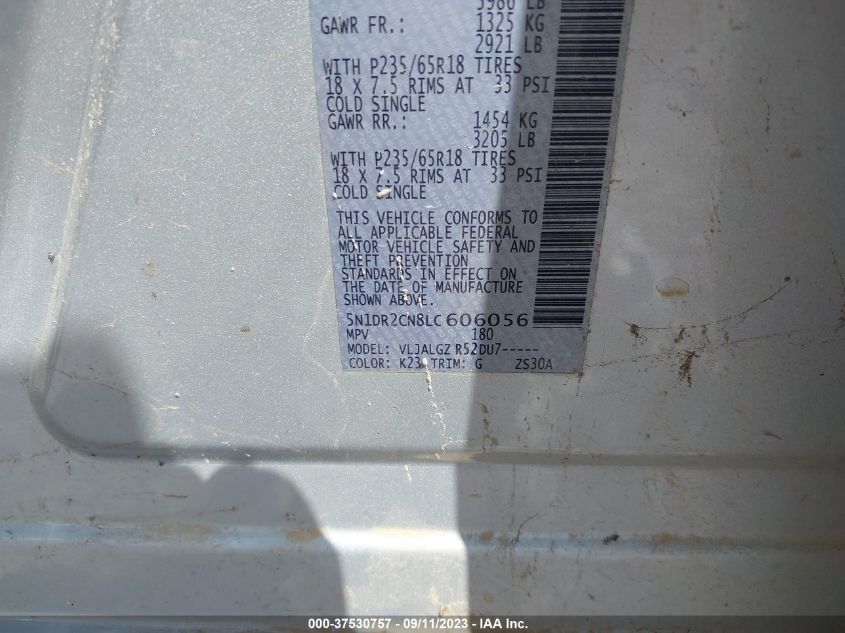 5986 LB
GAWR FR.: 1325 KG
2921 LB
WITH P235/65R18 TIRES
18 X 7.5 RIMS AT 33 PSI
COLD SINGLE
GAWR RR.: 1454 KG
3205 LB
WITH P235/65R18 TIRES
18 X 7.5 RIMS AT 33 PSI
COLD SINGLE
THIS VEHICLE CONFORMS TO
ALL APPLICABLE FEDERAL
MOTOR VEHICLE SAFETY AND
THEFT PREVENTION
STANDARDS IN EFFECT ON
THE DATE OF MANUFACTURE
SHOWN ABOVE.
5N1DR2CN8LC606056
MPV 180
MODEL: VLJALGZ R52DU7-----
COLOR: K23 TRIM: G ZS30A
000-37530757 - 09/11/2023 - IAA Inc.